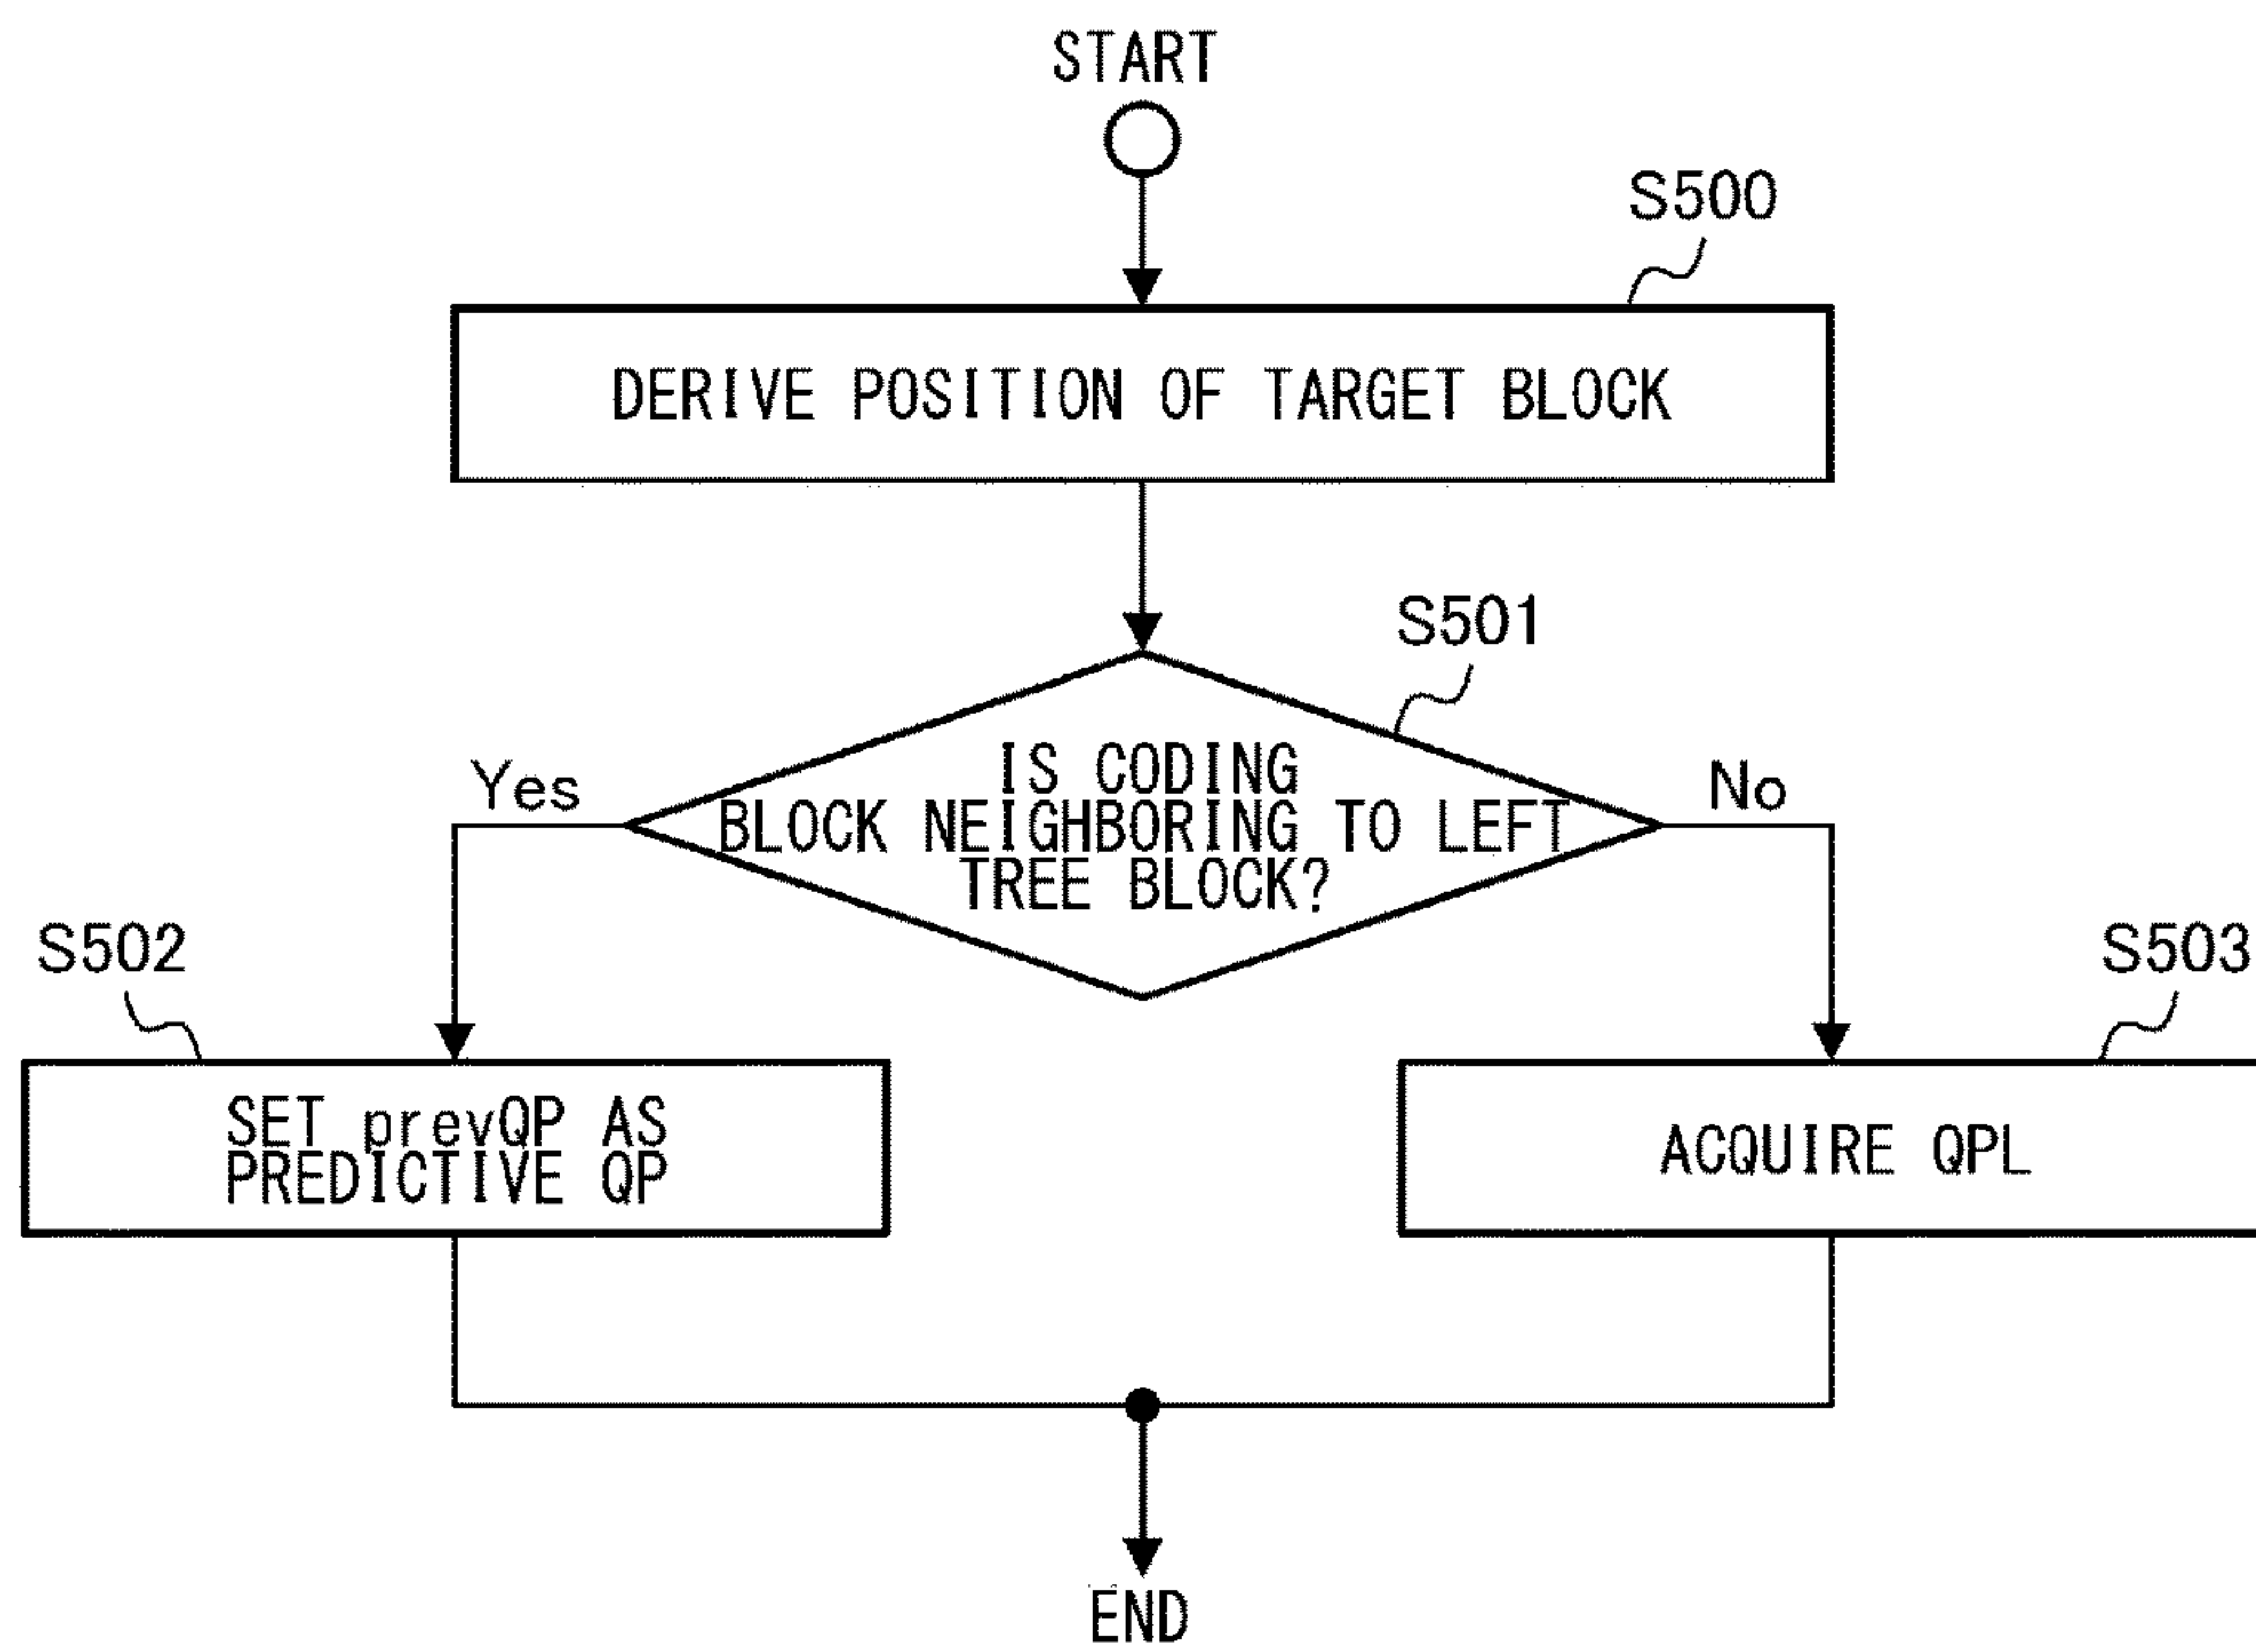 START
S500
DERIVE POSITION OF TARGET BLOCK
S501
IS CODING
BLOCK NEIGHBORING TO LEFT
TREE BLOCK?
Yes
No
S502
S503
SET prevQP AS
PREDICTIVE QP
ACQUIRE QPL
END